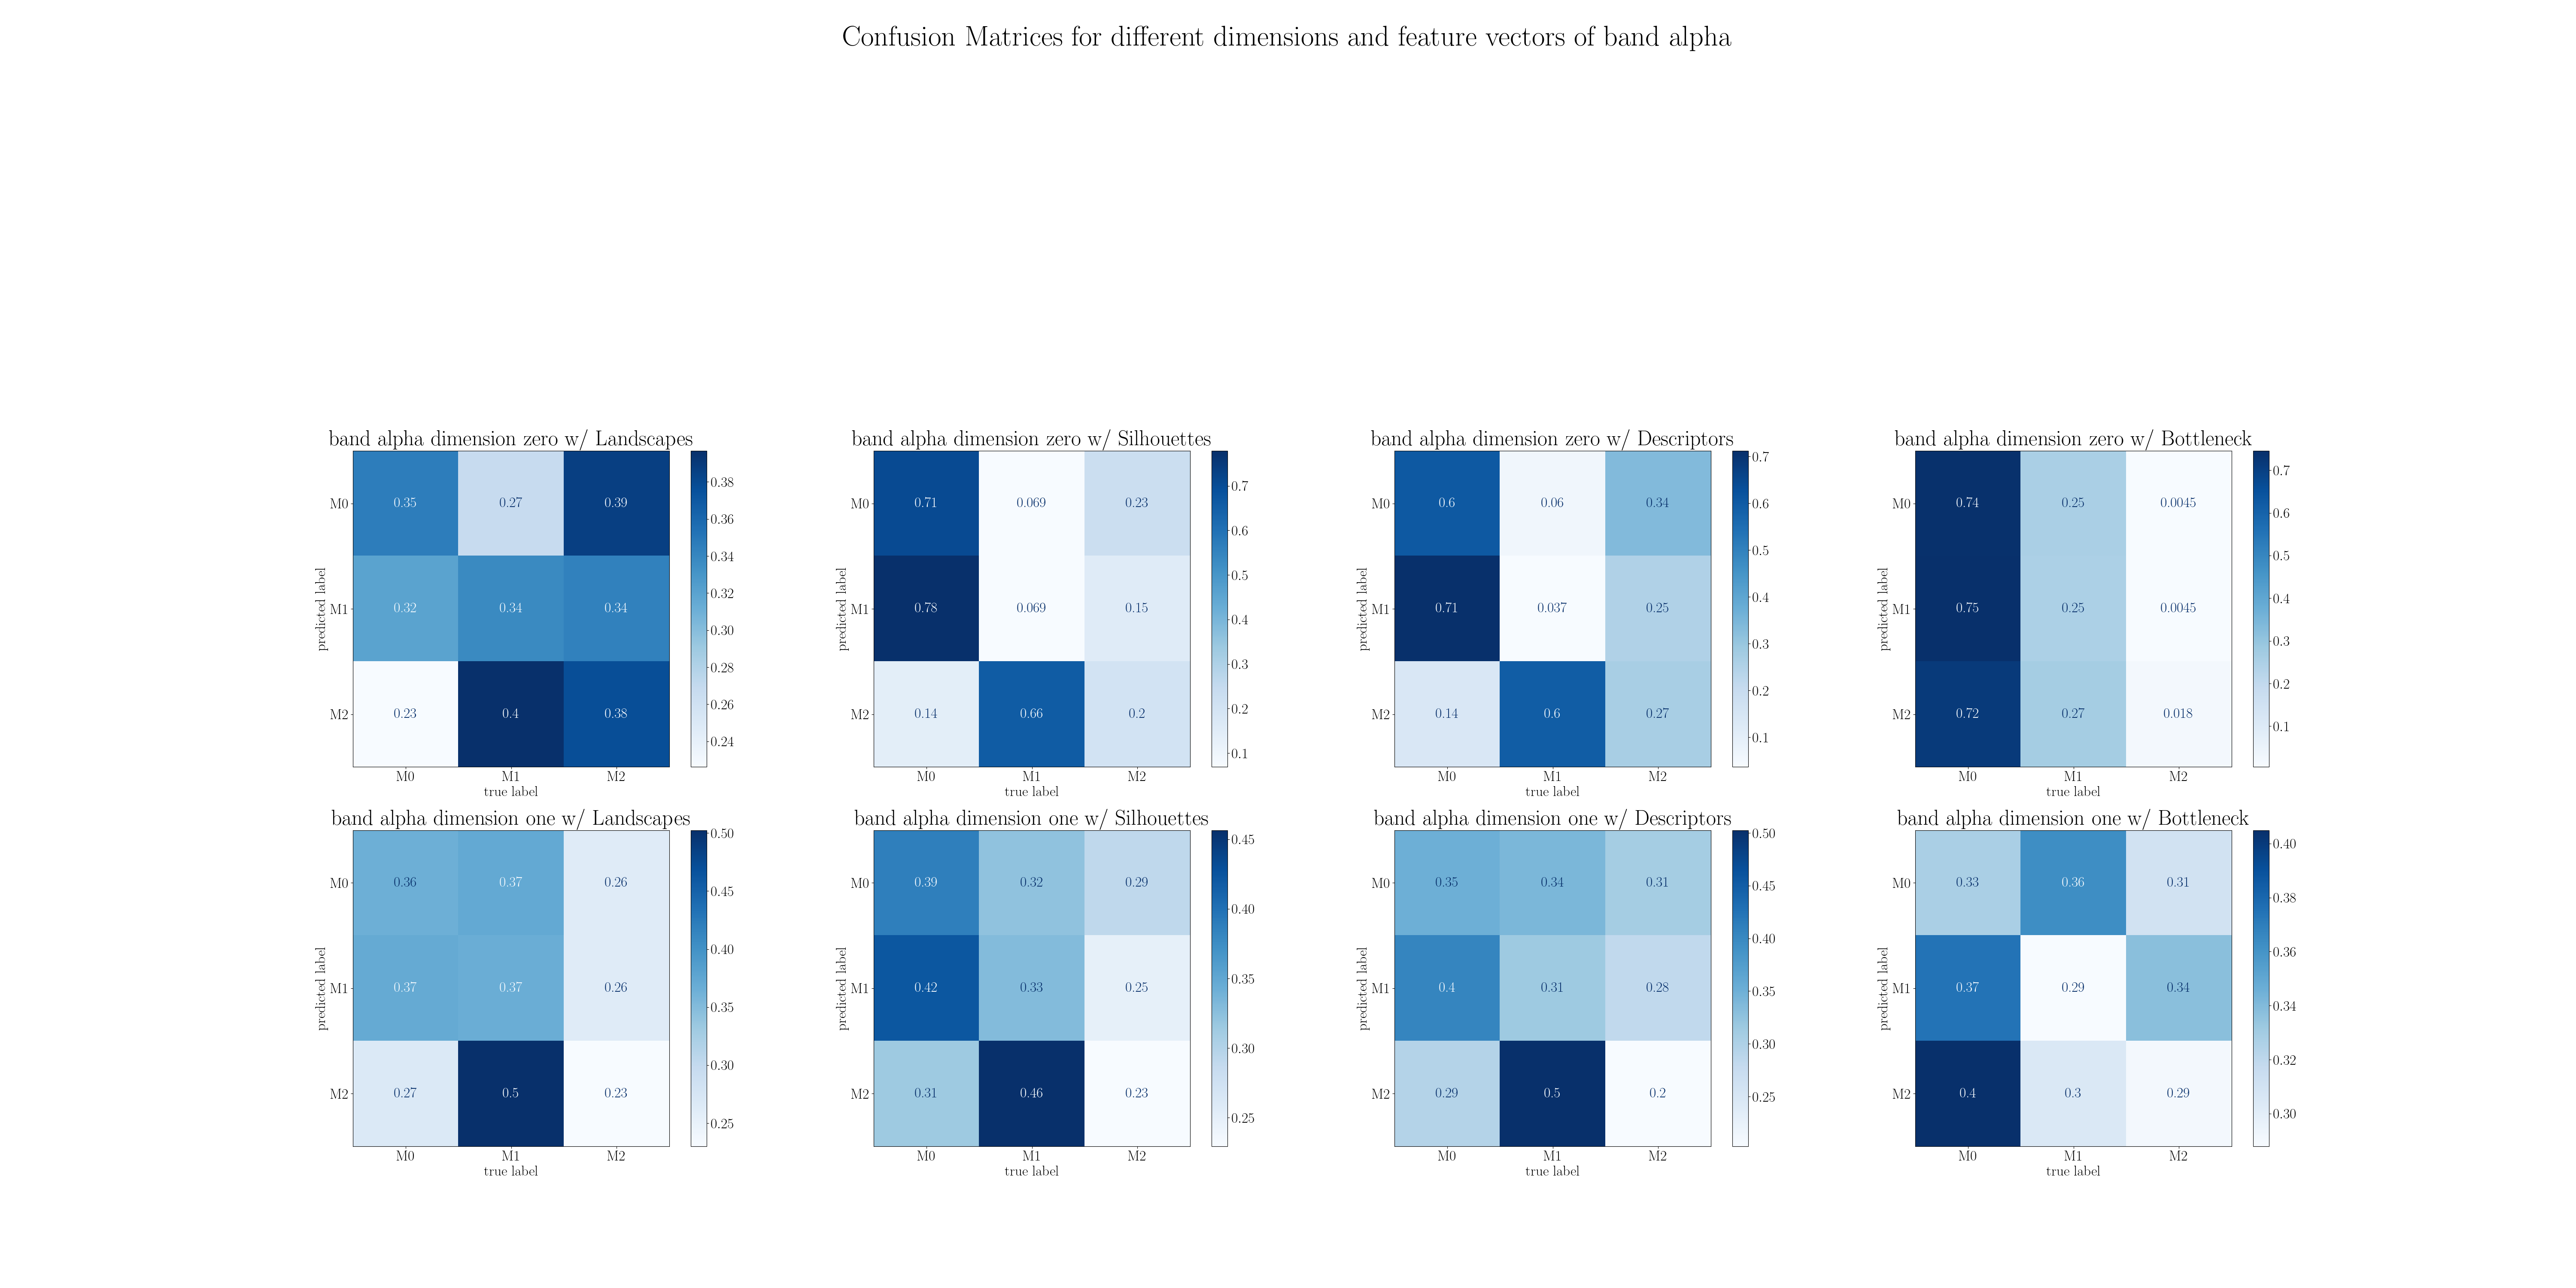 Confusion Matrices for different dimensions and feature vectors of band alpha
band alpha dimension zero w/ Landscapes
predicted label
M0
M1
M2
0.35 0.27 0.39
0.32 0.34 0.34
0.23 0.4 0.38
M0 M1 M2
true label
0.38
0.36
0.34
0.32
0.30
0.28
0.26
0.24
band alpha dimension zero w/ Silhouettes
predicted label
M0
M1
M2
0.71 0.069 0.23
0.78 0.069 0.15
0.14 0.66 0.2
M0 M1 M2
true label
0.7
0.6
0.5
0.4
0.3
0.2
0.1
band alpha dimension zero w/ Descriptors
predicted label
M0
M1
M2
0.6 0.06 0.34
0.71 0.037 0.25
0.14 0.6 0.27
M0 M1 M2
true label
0.7
0.6
0.5
0.4
0.3
0.2
0.1
band alpha dimension zero w/ Bottleneck
predicted label
M0
M1
M2
0.74 0.25 0.0045
0.75 0.25 0.0045
0.72 0.27 0.018
M0 M1 M2
true label
0.7
0.6
0.5
0.4
0.3
0.2
0.1
band alpha dimension one w/ Landscapes
predicted label
M0
M1
M2
0.36 0.37 0.26
0.37 0.37 0.26
0.27 0.5 0.23
M0 M1 M2
true label
0.50
0.45
0.40
0.35
0.30
0.25
band alpha dimension one w/ Silhouettes
predicted label
M0
M1
M2
0.39 0.32 0.29
0.42 0.33 0.25
0.31 0.46 0.23
M0 M1 M2
true label
0.45
0.40
0.35
0.30
0.25
band alpha dimension one w/ Descriptors
predicted label
M0
M1
M2
0.35 0.34 0.31
0.4 0.31 0.28
0.29 0.5 0.2
M0 M1 M2
true label
0.50
0.45
0.40
0.35
0.30
0.25
band alpha dimension one w/ Bottleneck
predicted label
M0
M1
M2
0.33 0.36 0.31
0.37 0.29 0.34
0.4 0.3 0.29
M0 M1 M2
true label
0.40
0.38
0.36
0.34
0.32
0.30